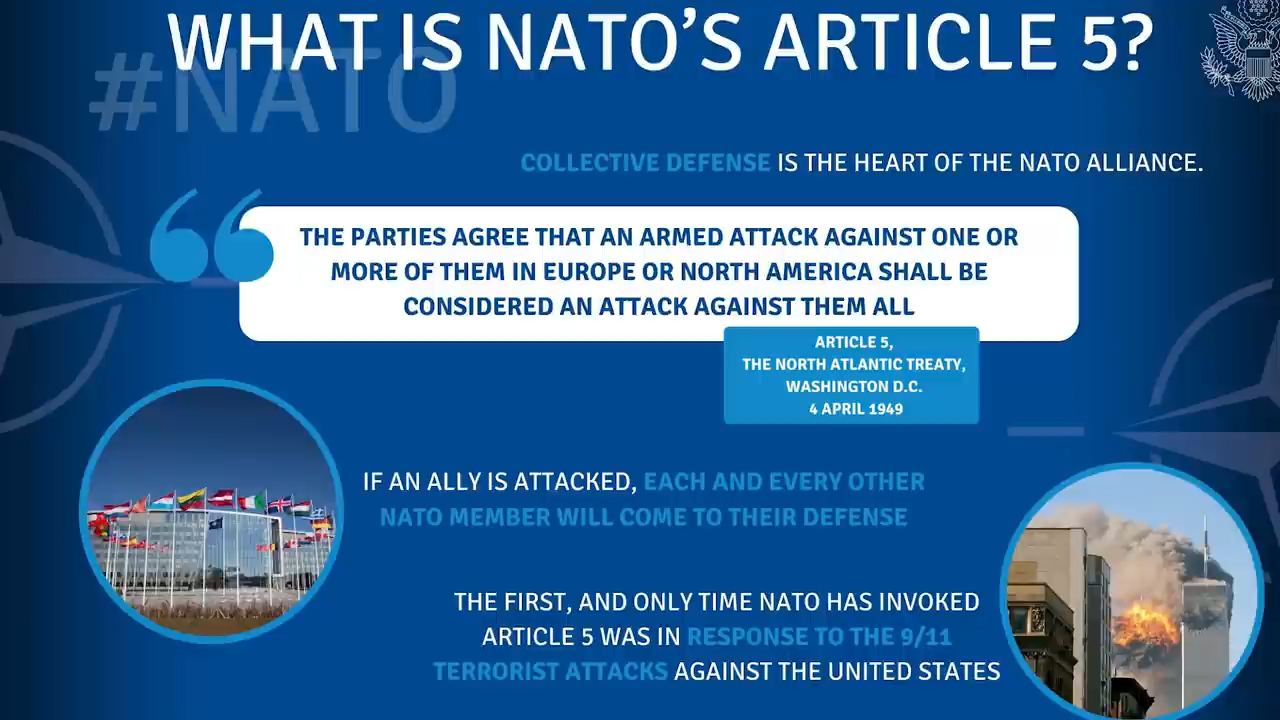 WHAT IS NATO’S ARTICLE 5?
#NATO
COLLECTIVE DEFENSE IS THE HEART OF THE NATO ALLIANCE.
THE PARTIES AGREE THAT AN ARMED ATTACK AGAINST ONE OR
MORE OF THEM IN EUROPE OR NORTH AMERICA SHALL BE
CONSIDERED AN ATTACK AGAINST THEM ALL
ARTICLE 5,
THE NORTH ATLANTIC TREATY,
WASHINGTON D.C.
4 APRIL 1949
IF AN ALLY IS ATTACKED, EACH AND EVERY OTHER
NATO MEMBER WILL COME TO THEIR DEFENSE
THE FIRST, AND ONLY TIME NATO HAS INVOKED
ARTICLE 5 WAS IN RESPONSE TO THE 9/11
TERRORIST ATTACKS AGAINST THE UNITED STATES